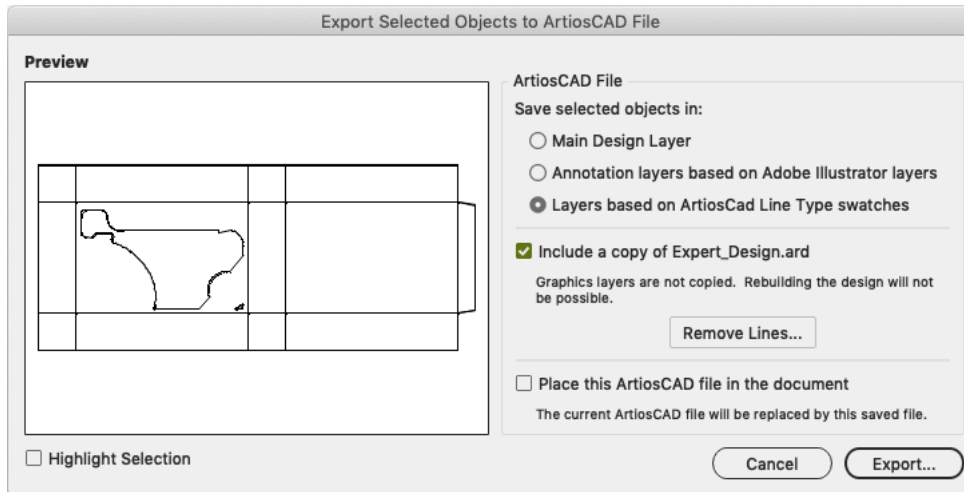 Export Selected Objects to ArtiosCAD File
Preview
ArtiosCAD File
Save selected objects in:
Main Design Layer
Annotation layers based on Adobe Illustrator layers
Layers based on ArtiosCad Line Type swatches
Include a copy of Expert_Design.ard
Graphics layers are not copied. Rebuilding the design will not
be possible.
Remove Lines...
Place this ArtiosCAD file in the document
The current ArtiosCAD file will be replaced by this saved file.
Highlight Selection
Cancel
Export...